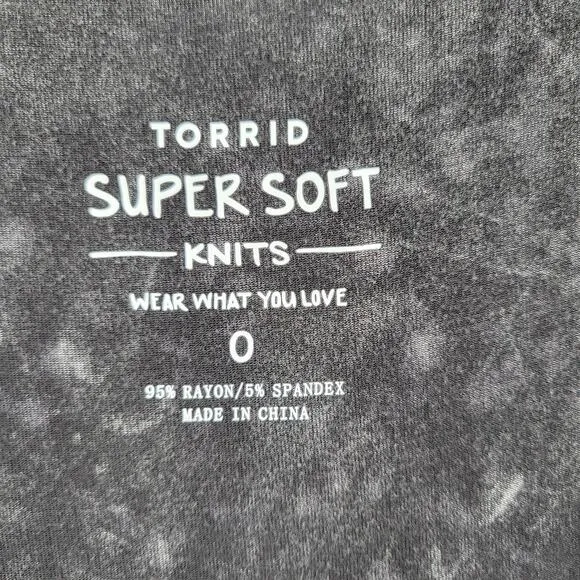 TORRID
SUPER SOFT
KNITS
WEAR WHAT YOU LOVE
0
95% RAYON/5% SPANDEX
MADE IN CHINA